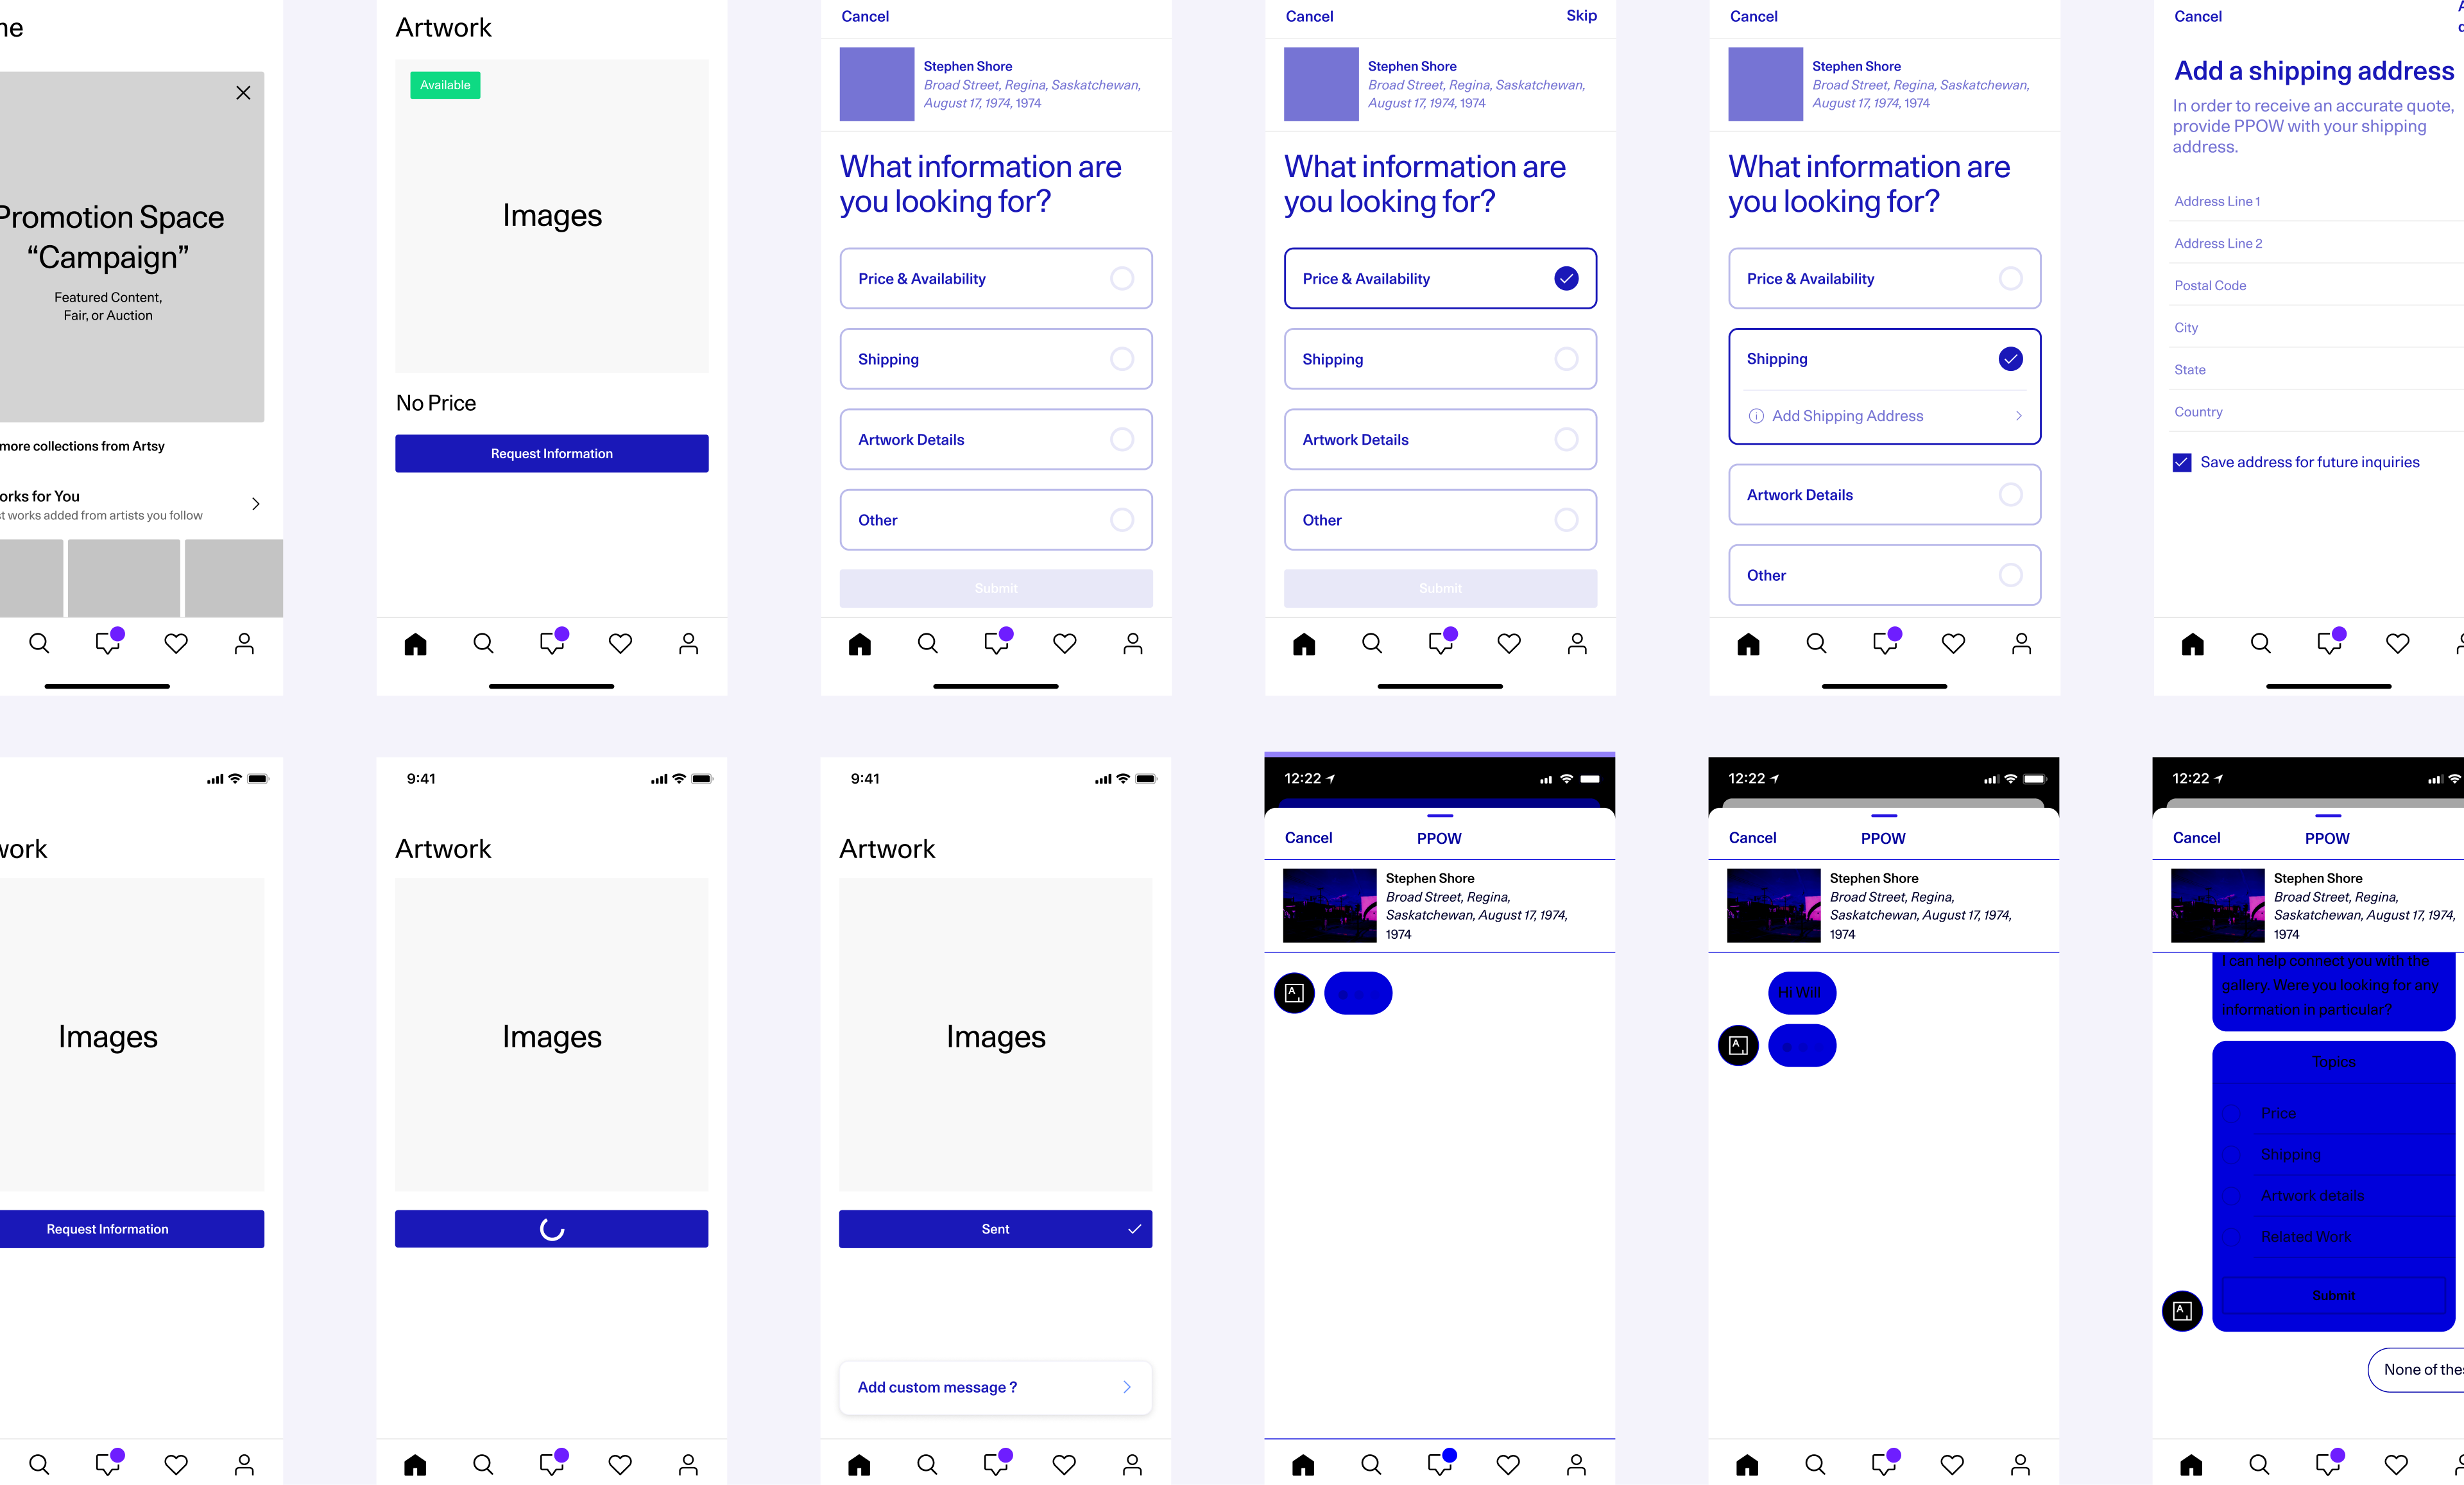 ne
Promotion Space
“Campaign”
Featured Content,
Fair, or Auction
more collections from Artsy
orks for You
t works added from artists you follow
Artwork
Available
Images
No Price
Request Information
Cancel
Stephen Shore
Broad Street, Regina, Saskatchewan,
August 17, 1974, 1974
What information are
you looking for?
Price & Availability
Shipping
Artwork Details
Other
Submit
Cancel
Skip
Stephen Shore
Broad Street, Regina, Saskatchewan,
August 17, 1974, 1974
What information are
you looking for?
Price & Availability
Shipping
Artwork Details
Other
Submit
Cancel
Stephen Shore
Broad Street, Regina, Saskatchewan,
August 17, 1974, 1974
What information are
you looking for?
Price & Availability
Shipping
Add Shipping Address
Artwork Details
Other
Cancel
Add a shipping address
In order to receive an accurate quote,
provide PPOW with your shipping
address.
Address Line 1
Address Line 2
Postal Code
City
State
Country
Save address for future inquiries
work
Images
Request Information
9:41
Artwork
Images
9:41
Artwork
Images
Sent
Add custom message ?
12:22
Cancel
PPOW
Stephen Shore
Broad Street, Regina,
Saskatchewan, August 17, 1974,
1974
A
12:22
Cancel
PPOW
Stephen Shore
Broad Street, Regina,
Saskatchewan, August 17, 1974,
1974
Hi Will
A
12:22
Cancel
PPOW
Stephen Shore
Broad Street, Regina,
Saskatchewan, August 17, 1974,
1974
I can help connect you with the
gallery. Were you looking for any
information in particular?
Topics
Price
Shipping
Artwork details
Related Work
Submit
A
None of the